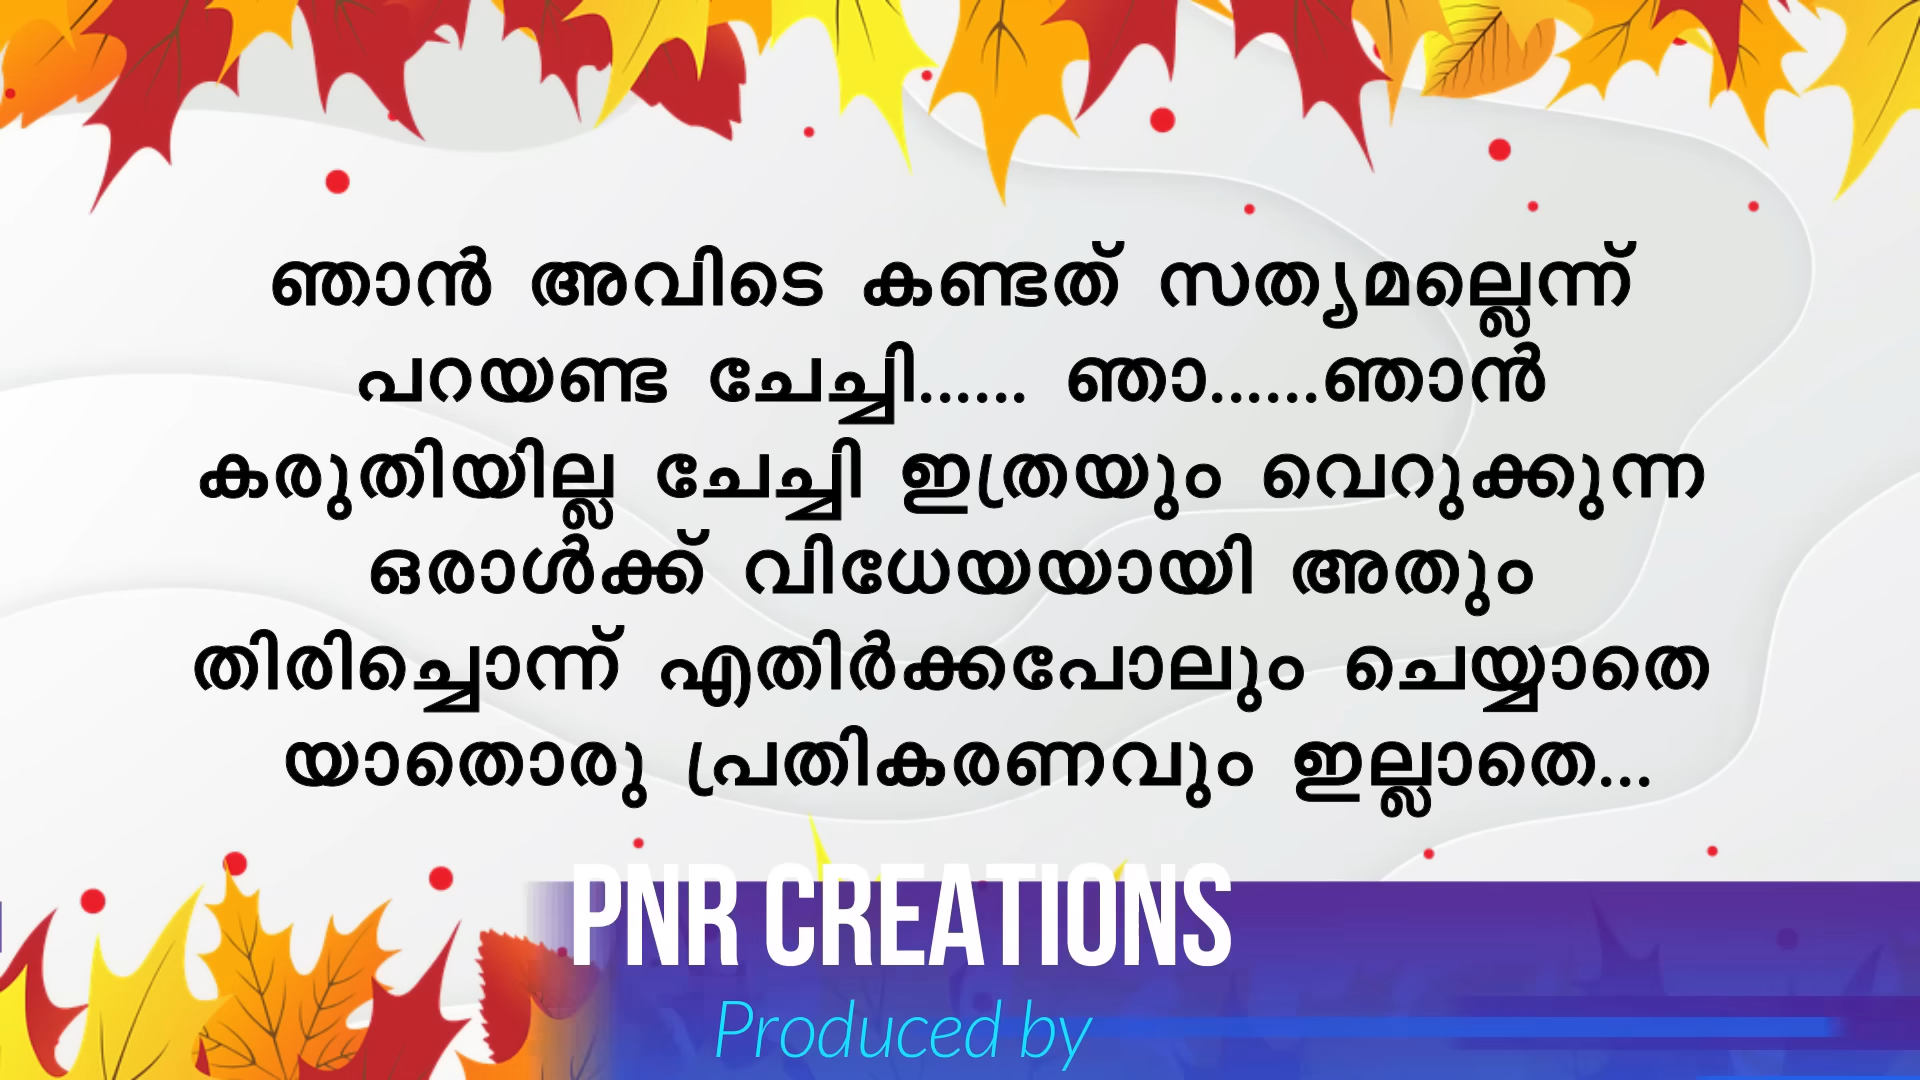 ഞാൻ അവിടെ കണ്ടത് സത്യമല്ലെന്ന്
പറയണ്ട ചേച്ചി...... ഞാ......ഞാൻ
കരുതിയില്ല ചേച്ചി ഇത്രയും വെറുക്കുന്ന
ഒരാൾക്ക് വിധേയയായി അതും
തിരിച്ചൊന്ന് എതിർക്കപോലും ചെയ്യാതെ
യാതൊരു പ്രതികരണവും ഇല്ലാതെ...
PNR CREATIONS
Produced by